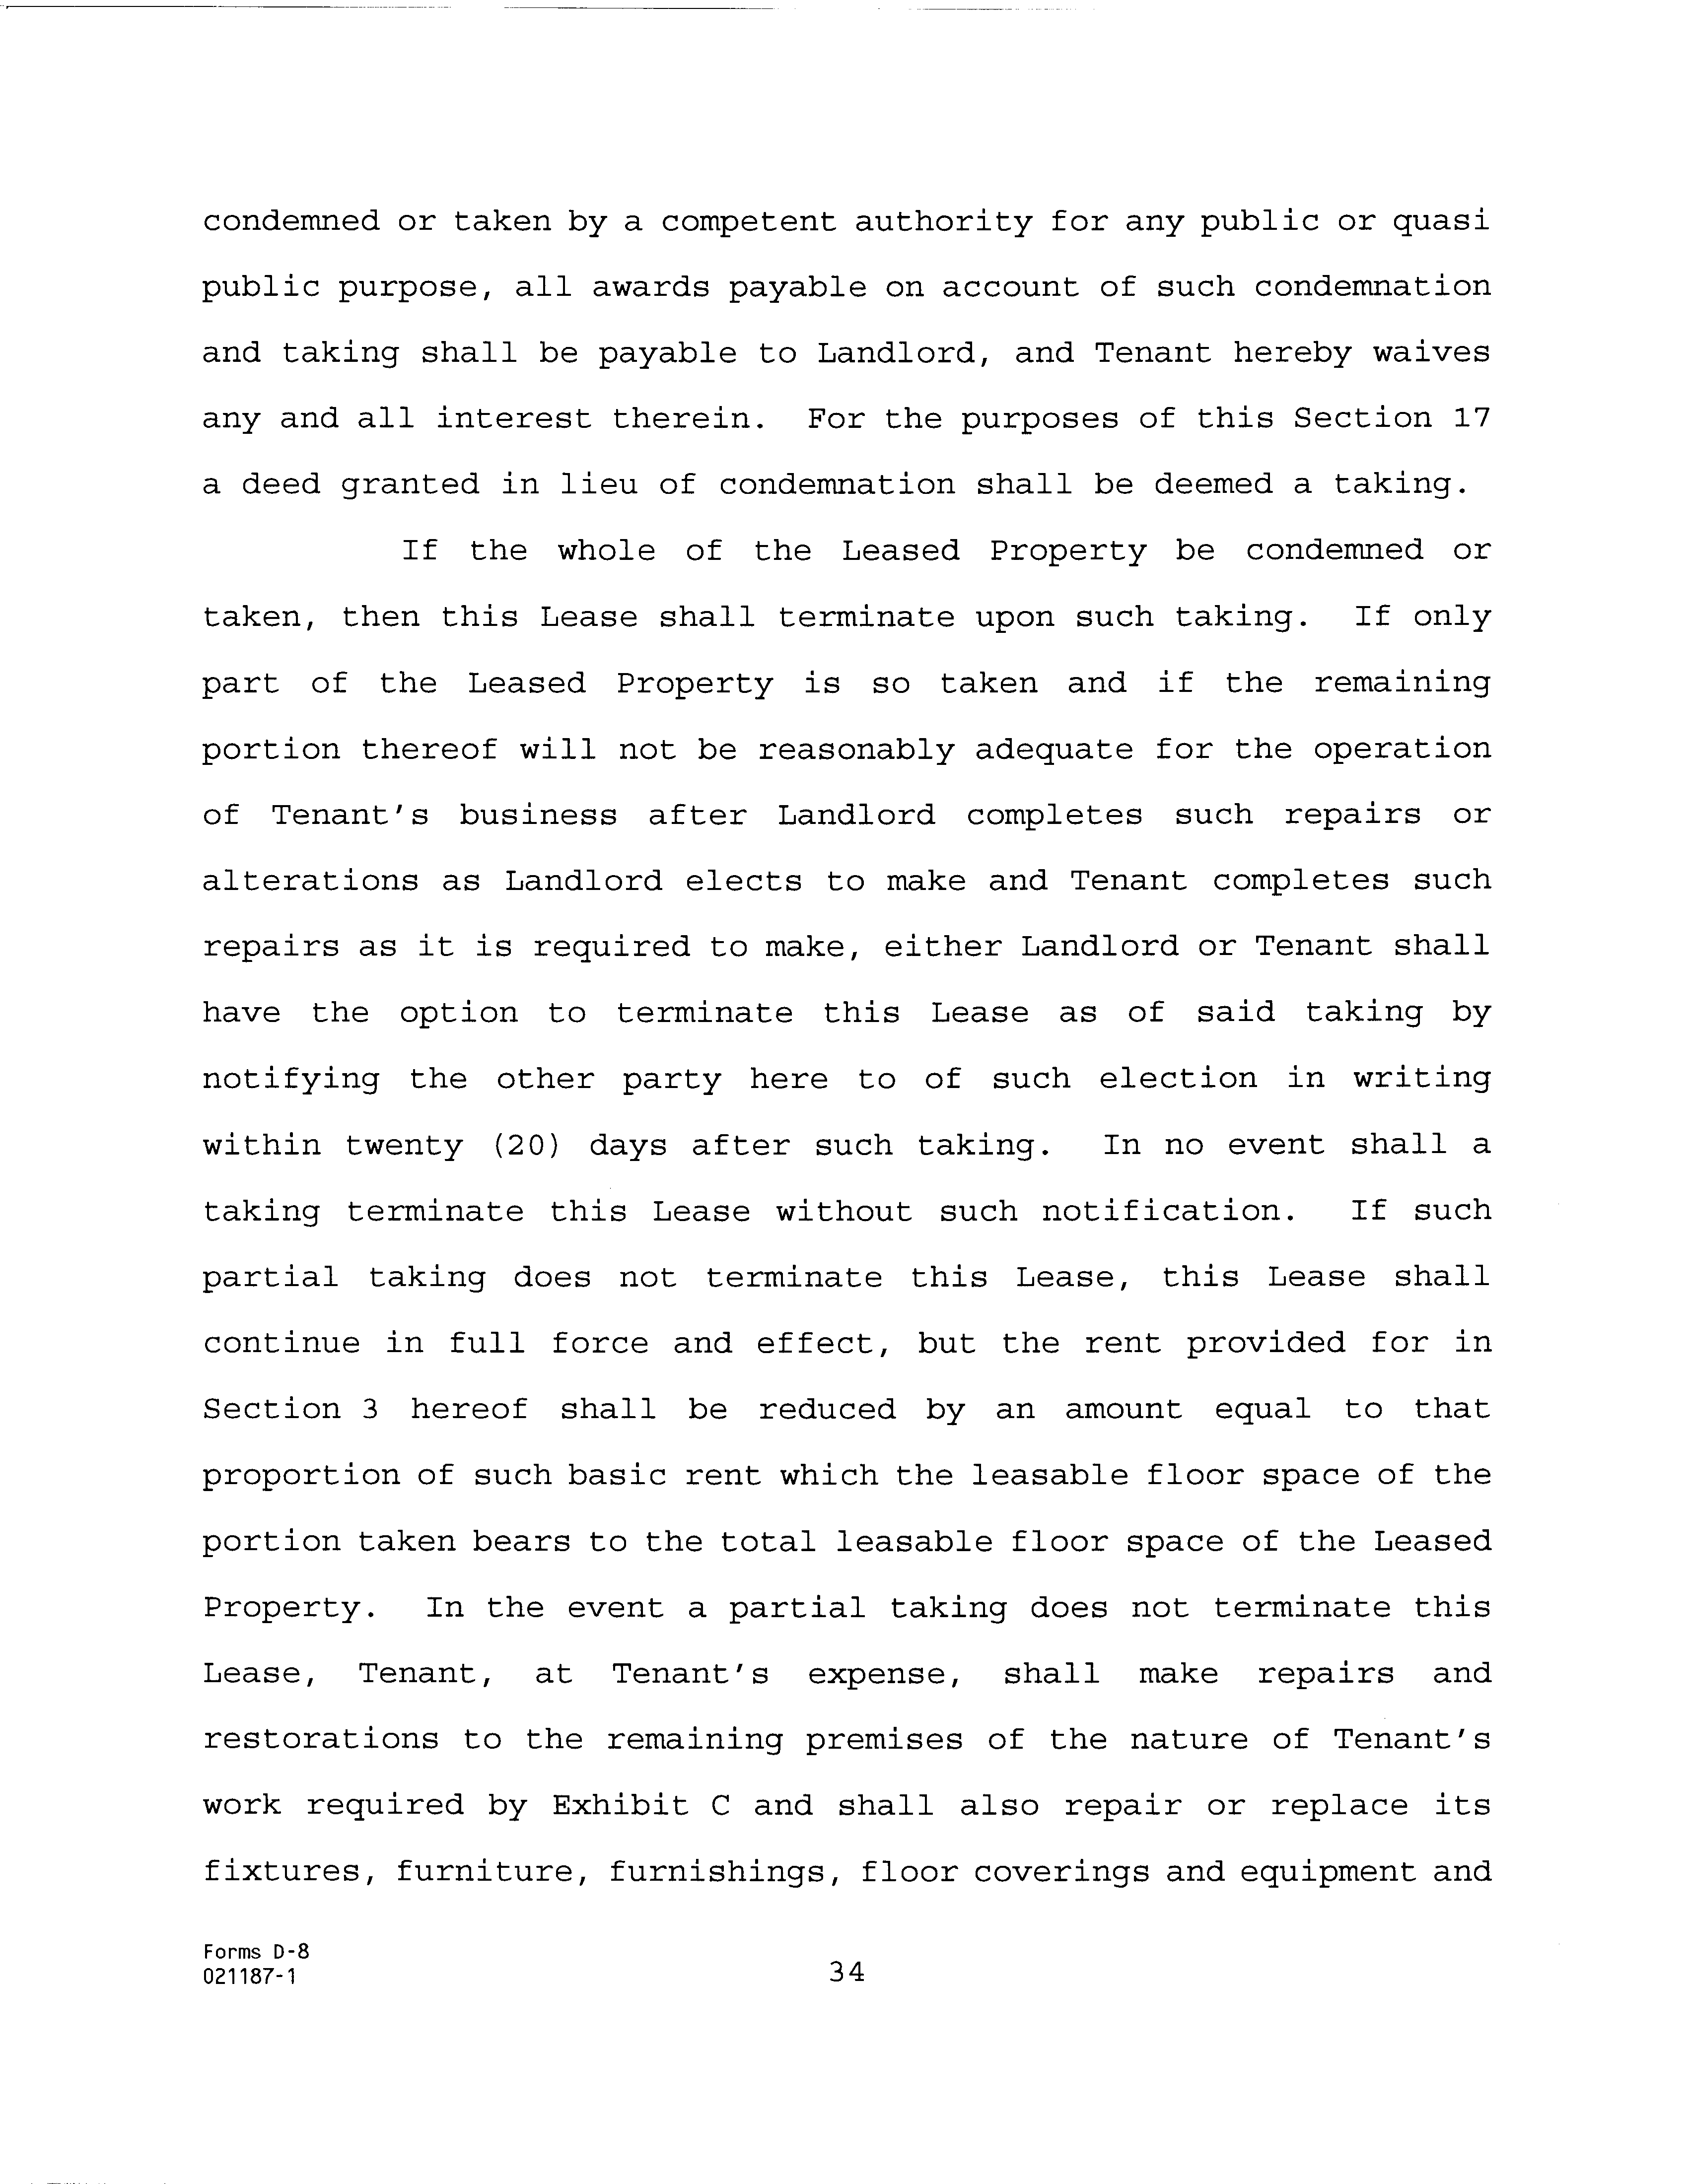 condemned or taken by a competent authority for any public or quasi
public purpose, all awards payable on account of such condemnation
and taking shall be payable to Landlord, and Tenant hereby waives
any and all interest therein. For the purposes of this Section 17
a deed granted in lieu of condemnation shall be deemed a taking.
If the whole of the Leased Property be condemned or
taken, then this Lease shall terminate upon such taking. If only
part of the Leased Property is so taken and if the remaining
portion thereof will not be reasonably adequate for the operation
of Tenant's business after Landlord completes such repairs or
alterations as Landlord elects to make and Tenant completes such
repairs as it is required to make, either Landlord or Tenant shall
have the option to terminate this Lease as of said taking by
notifying the other party here to of such election in writing
within twenty (20) days after such taking. In no event shall a
taking terminate this Lease without such notification. If such
partial taking does not terminate this Lease, this Lease shall
continue in full force and effect, but the rent provided for in
Section 3 hereof shall be reduced by an amount equal to that
proportion of such basic rent which the leasable floor space of the
portion taken bears to the total leasable floor space of the Leased
Property. In the event a partial taking does not terminate this
Lease, Tenant, at Tenant's expense, shall make repairs and
restorations to the remaining premises of the nature of Tenant's
work required by Exhibit C and shall also repair or replace its
fixtures, furniture, furnishings, floor coverings and equipment and
Forms D-8
021187-1
34